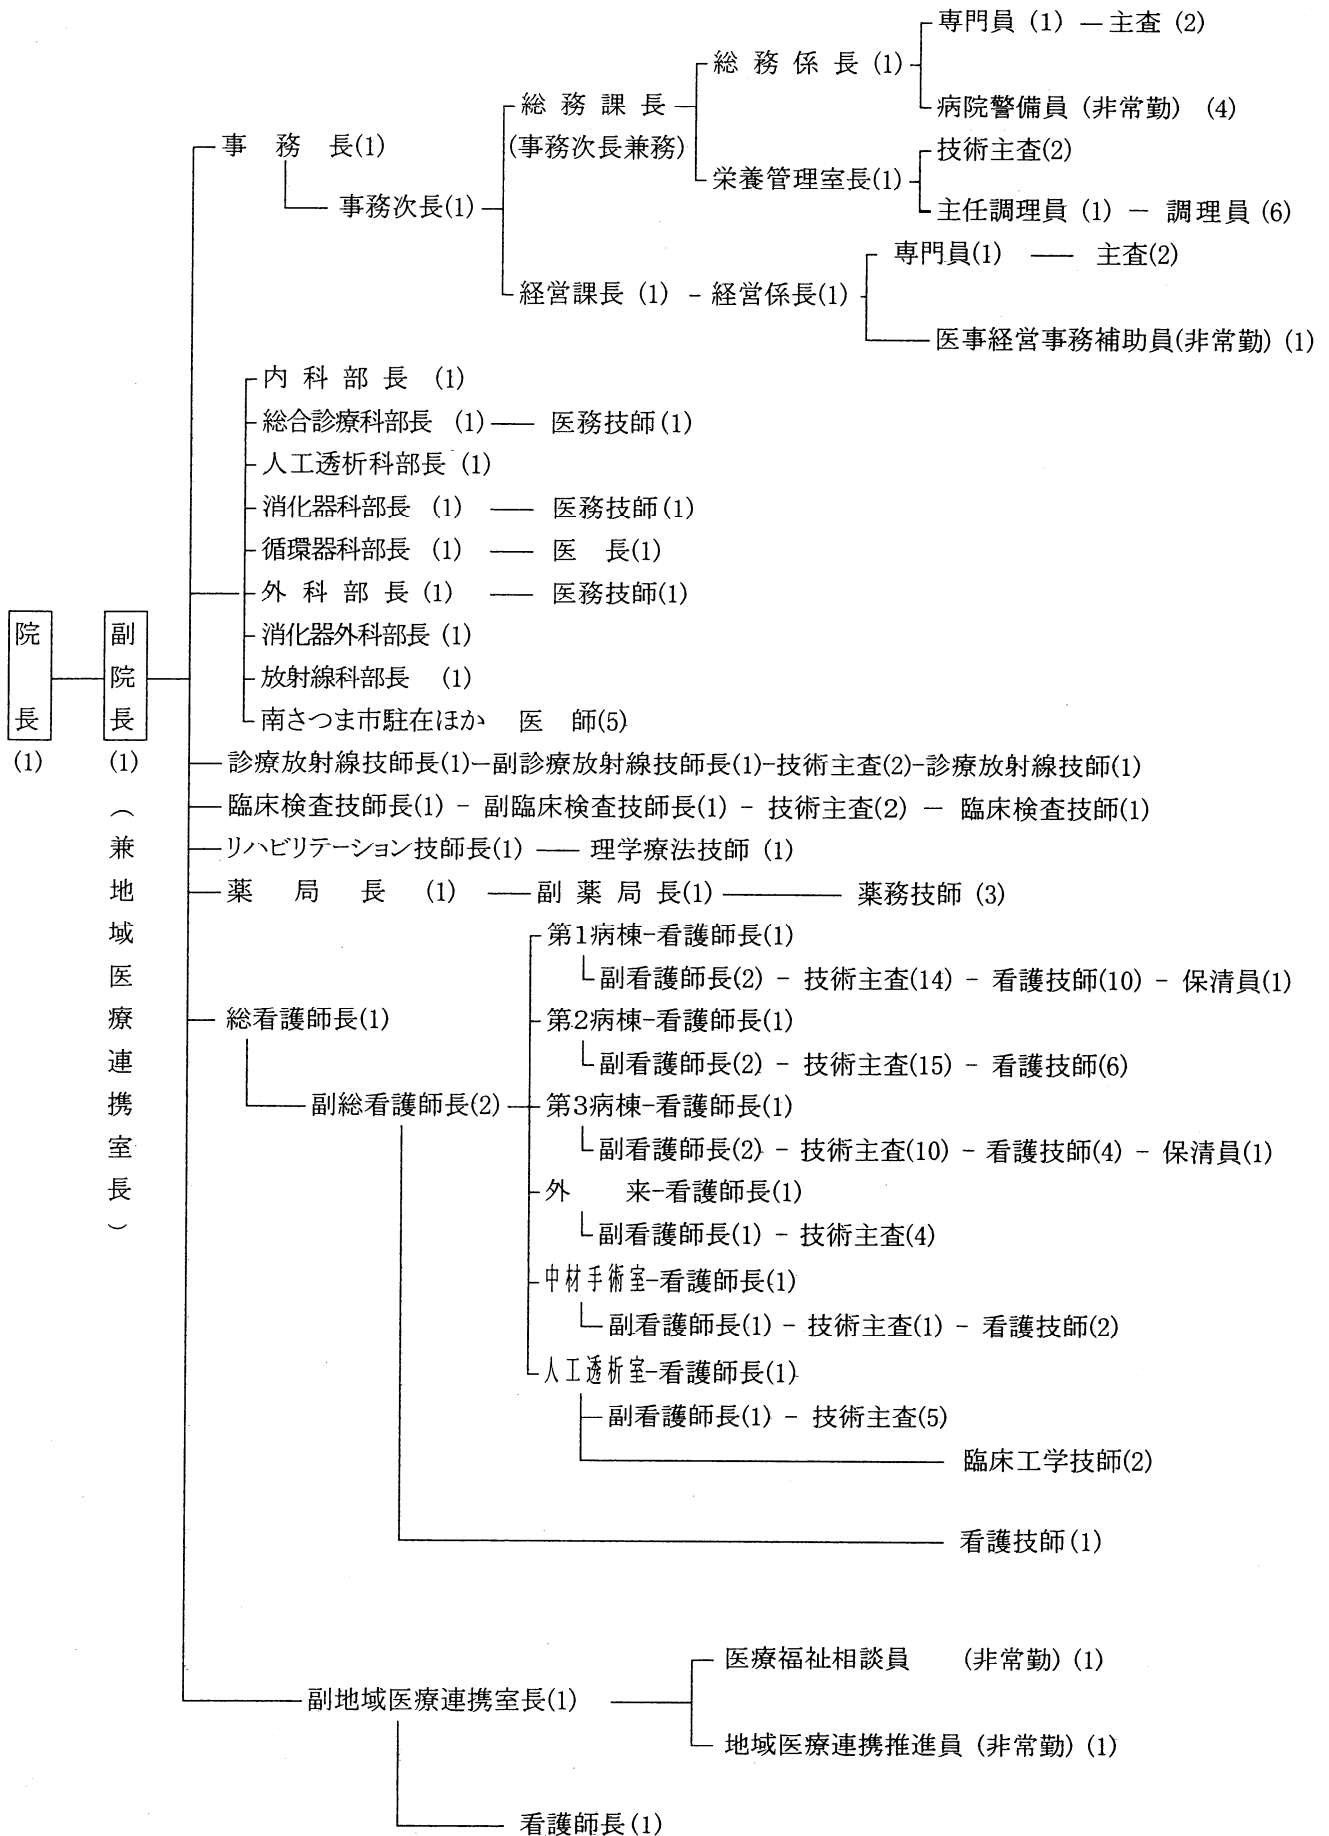 専門員 (1) ― 主査 (2)
総務係長 (1)
総務課長
病院警備員 (非常勤) (4)
事務長(1)
(事務次長兼務)
技術主査(2)
栄養管理室長(1)
事務次長(1)
主任調理員 (1) － 調理員 (6)
専門員(1) ― 主査(2)
経営課長 (1) － 経営係長(1)
医事経営事務補助員(非常勤) (1)
内科部長 (1)
総合診療科部長 (1) ― 医務技師(1)
人工透析科部長 (1)
消化器科部長 (1) ― 医務技師(1)
循環器科部長 (1) ― 医長(1)
外科部長 (1) ― 医務技師(1)
消化器外科部長 (1)
放射線科部長 (1)
南さつま市駐在ほか 医師(5)
院長
(1)
副院長
(1)
（兼地域医療連携室長）
診療放射線技師長(1)－副診療放射線技師長(1)-技術主査(2)-診療放射線技師(1)
臨床検査技師長(1) － 副臨床検査技師長(1) － 技術主査(2) － 臨床検査技師(1)
リハビリテーション技師長(1) ― 理学療法技師 (1)
薬局長 (1) ― 副薬局長(1) ― 薬務技師 (3)
第1病棟-看護師長(1)
副看護師長(2) － 技術主査(14) － 看護技師(10) － 保清員(1)
総看護師長(1)
第2病棟-看護師長(1)
副看護師長(2) － 技術主査(15) － 看護技師(6)
副総看護師長(2)
第3病棟-看護師長(1)
副看護師長(2) － 技術主査(10) － 看護技師(4) － 保清員(1)
外来-看護師長(1)
副看護師長(1) － 技術主査(4)
中材手術室-看護師長(1)
副看護師長(1) － 技術主査(1) － 看護技師(2)
人工透析室-看護師長(1)
副看護師長(1) － 技術主査(5)
臨床工学技師(2)
看護技師(1)
医療福祉相談員 (非常勤) (1)
副地域医療連携室長(1)
地域医療連携推進員 (非常勤) (1)
看護師長(1)